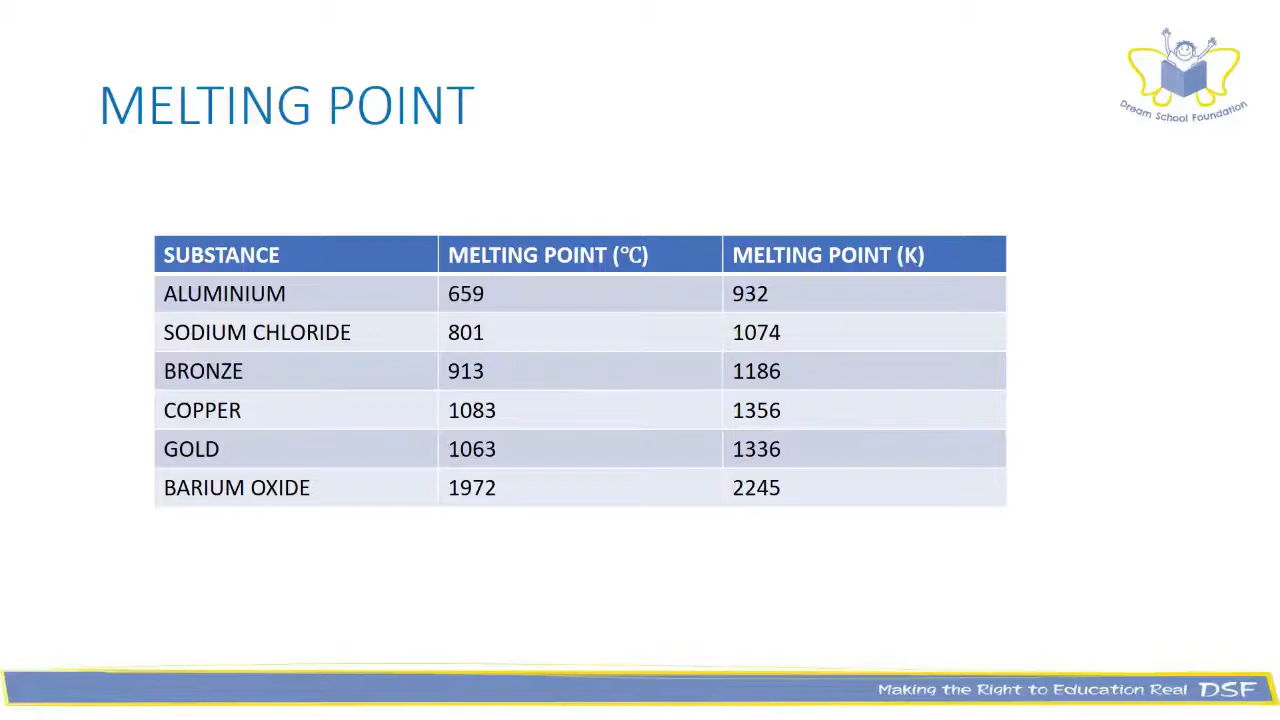 Dream School Foundation
MELTING POINT
SUBSTANCE MELTING POINT (℃) MELTING POINT (K)
ALUMINIUM 659 932
SODIUM CHLORIDE 801 1074
BRONZE 913 1186
COPPER 1083 1356
GOLD 1063 1336
BARIUM OXIDE 1972 2245
Making the Right to Education Real DSF